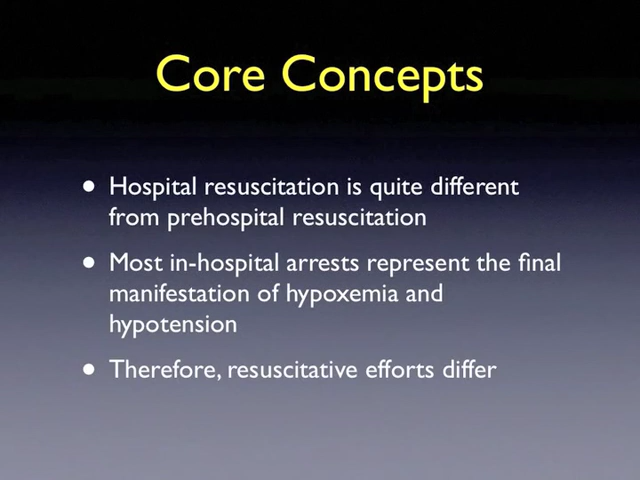 Core Concepts
• Hospital resuscitation is quite different
from prehospital resuscitation
• Most in-hospital arrests represent the final
manifestation of hypoxemia and
hypotension
• Therefore, resuscitative efforts differ